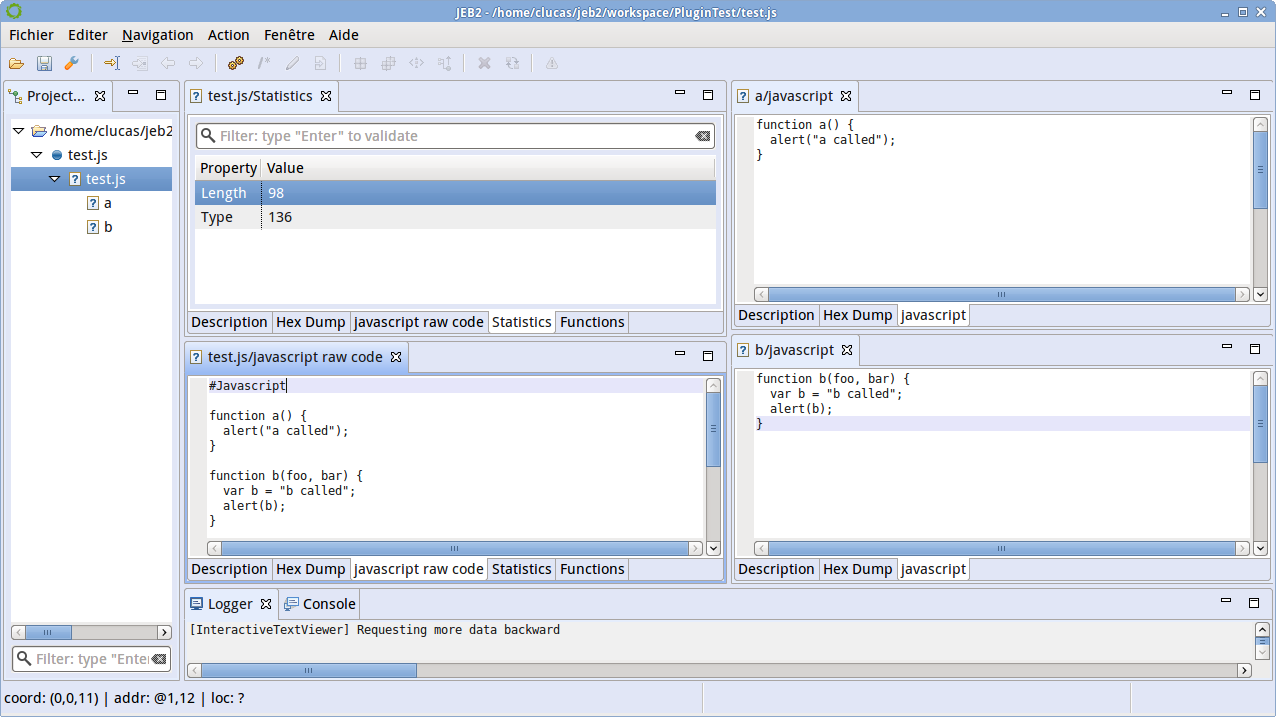 JEB2 - /home/clucas/jeb2/workspace/PluginTest/test.js
Fichier Editer Navigation Action Fenêtre Aide
Project...
/home/clucas/jeb2
test.js
test.js
a
b
Filter: type "Ente
test.js/Statistics
Filter: type "Enter" to validate
Property Value
Length 98
Type 136
Description Hex Dump javascript raw code Statistics Functions
test.js/javascript raw code
#Javascript
function a() {
  alert("a called");
}
function b(foo, bar) {
  var b = "b called";
  alert(b);
}
Description Hex Dump javascript raw code Statistics Functions
a/javascript
function a() {
  alert("a called");
}
Description Hex Dump javascript
b/javascript
function b(foo, bar) {
  var b = "b called";
  alert(b);
}
Description Hex Dump javascript
Logger Console
[InteractiveTextViewer] Requesting more data backward
coord: (0,0,11) | addr: @1,12 | loc: ?